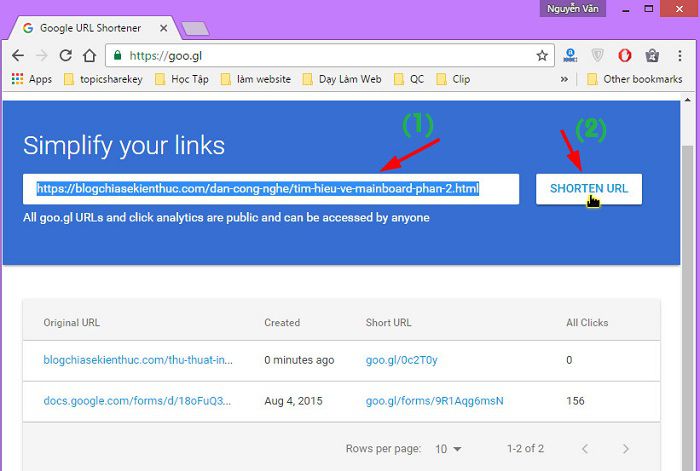 Nguyễn Văn
Google URL Shortener
https://goo.gl
Apps topicsharekey Học Tập làm website Dạy Làm Web QC Clip » Other bookmarks
(1) (2)
Simplify your links
https://blogchiasekienthuc.com/dan-cong-nghe/tim-hieu-ve-mainboard-phan-2.html SHORTEN URL
All goo.gl URLs and click analytics are public and can be accessed by anyone
Original URL Created Short URL All Clicks
blogchiasekienthuc.com/thu-thuat-in... 0 minutes ago goo.gl/0c2T0y 0
docs.google.com/forms/d/18oFuQ3... Aug 4, 2015 goo.gl/forms/9R1Aqg6msN 156
Rows per page: 10 1-2 of 2